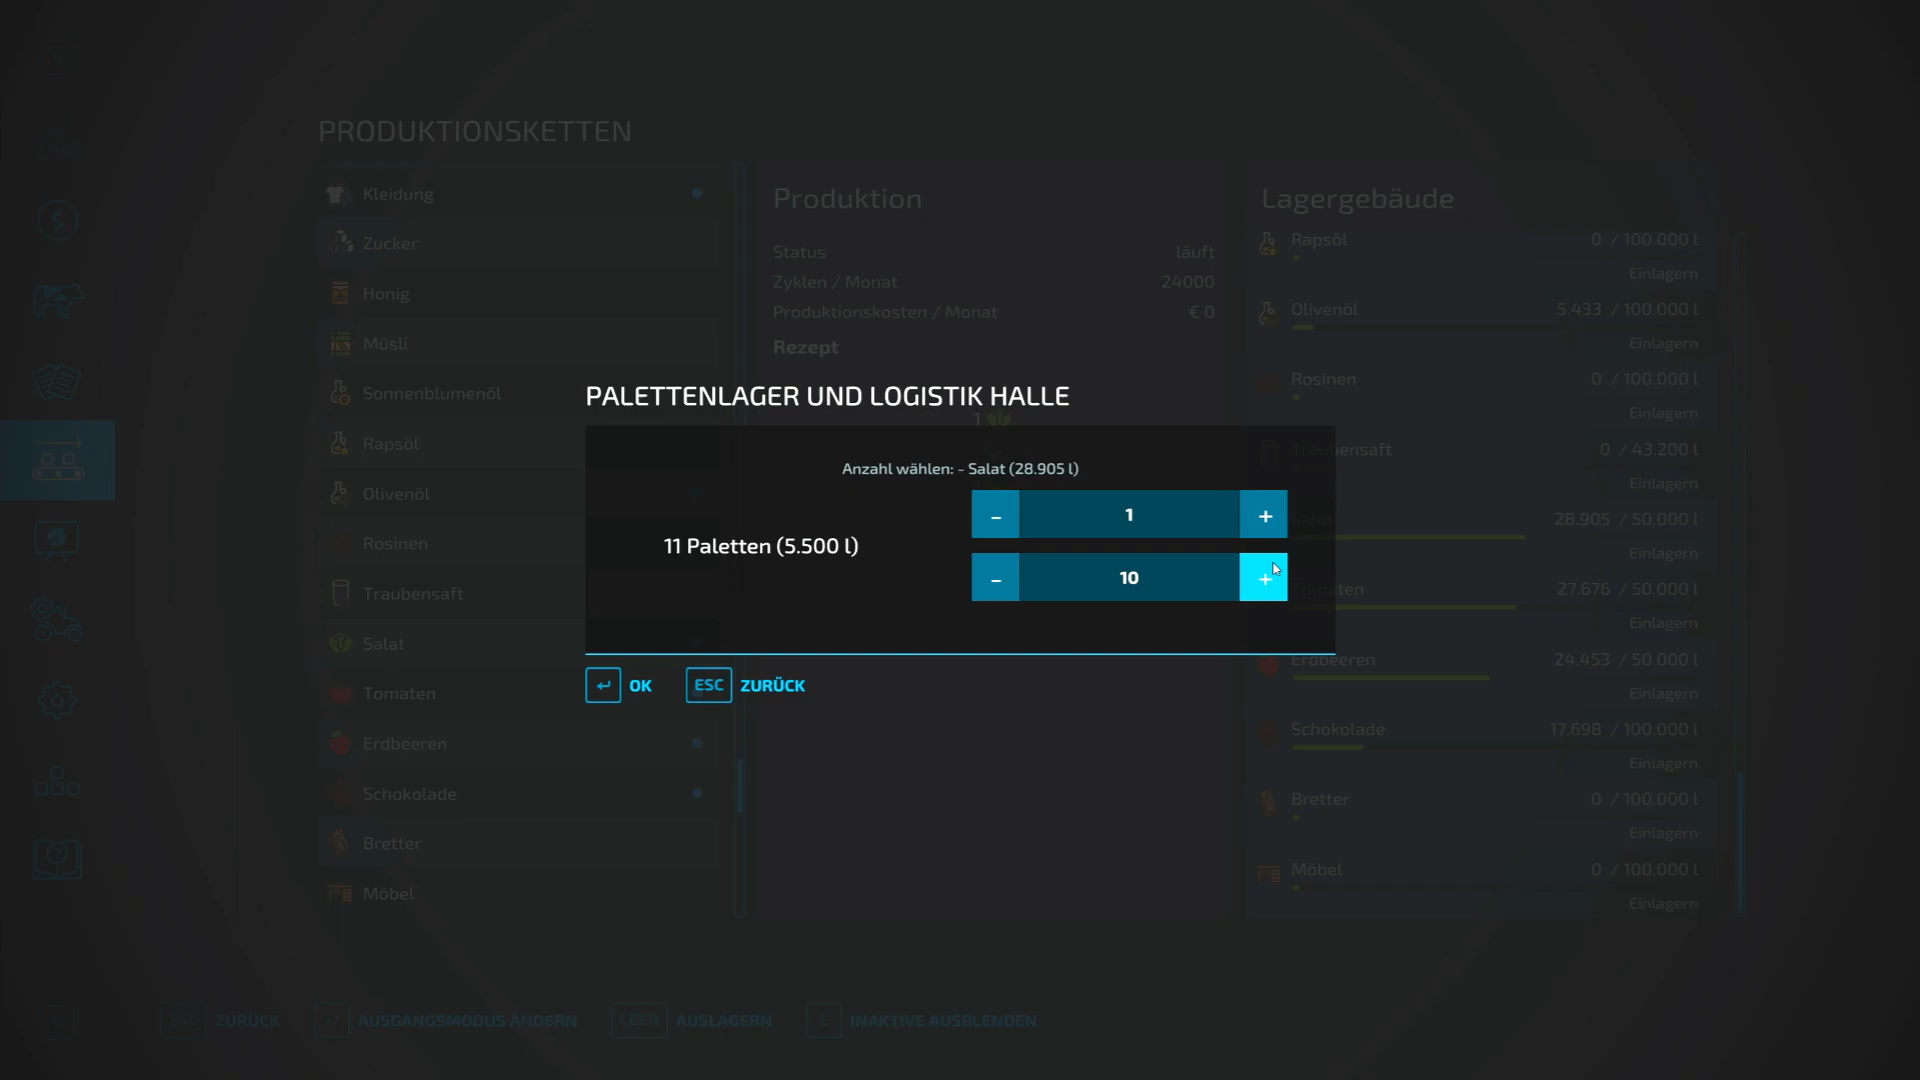 PRODUKTIONSKETTEN
Kleidung
Zucker
Honig
Müsli
Sonnenblumenöl
Rapsöl
Olivenöl
Rosinen
Traubensaft
Salat
Tomaten
Erdbeeren
Schokolade
Bretter
Möbel
Produktion
Status läuft
Zyklen / Monat 24000
Produktionskosten / Monat € 0
Rezept
1
PALETTENLAGER UND LOGISTIK HALLE
Anzahl wählen: - Salat (28.905 l)
11 Paletten (5.500 l)
– 1 +
– 10 +
OK
ESC ZURÜCK
Lagergebäude
Rapsöl 0 / 100.000 l
Einlagern
Olivenöl 5.433 / 100.000 l
Einlagern
Rosinen 0 / 100.000 l
Einlagern
Traubensaft 0 / 43.200 l
Einlagern
Salat 28.905 / 50.000 l
Einlagern
Tomaten 27.676 / 50.000 l
Einlagern
Erdbeeren 24.453 / 50.000 l
Einlagern
Schokolade 17.698 / 100.000 l
Einlagern
Bretter 0 / 100.000 l
Einlagern
Möbel 0 / 100.000 l
Einlagern
ESC ZURÜCK AUSGANGSMODUS ÄNDERN LEER AUSLAGERN C INAKTIVE AUSBLENDEN